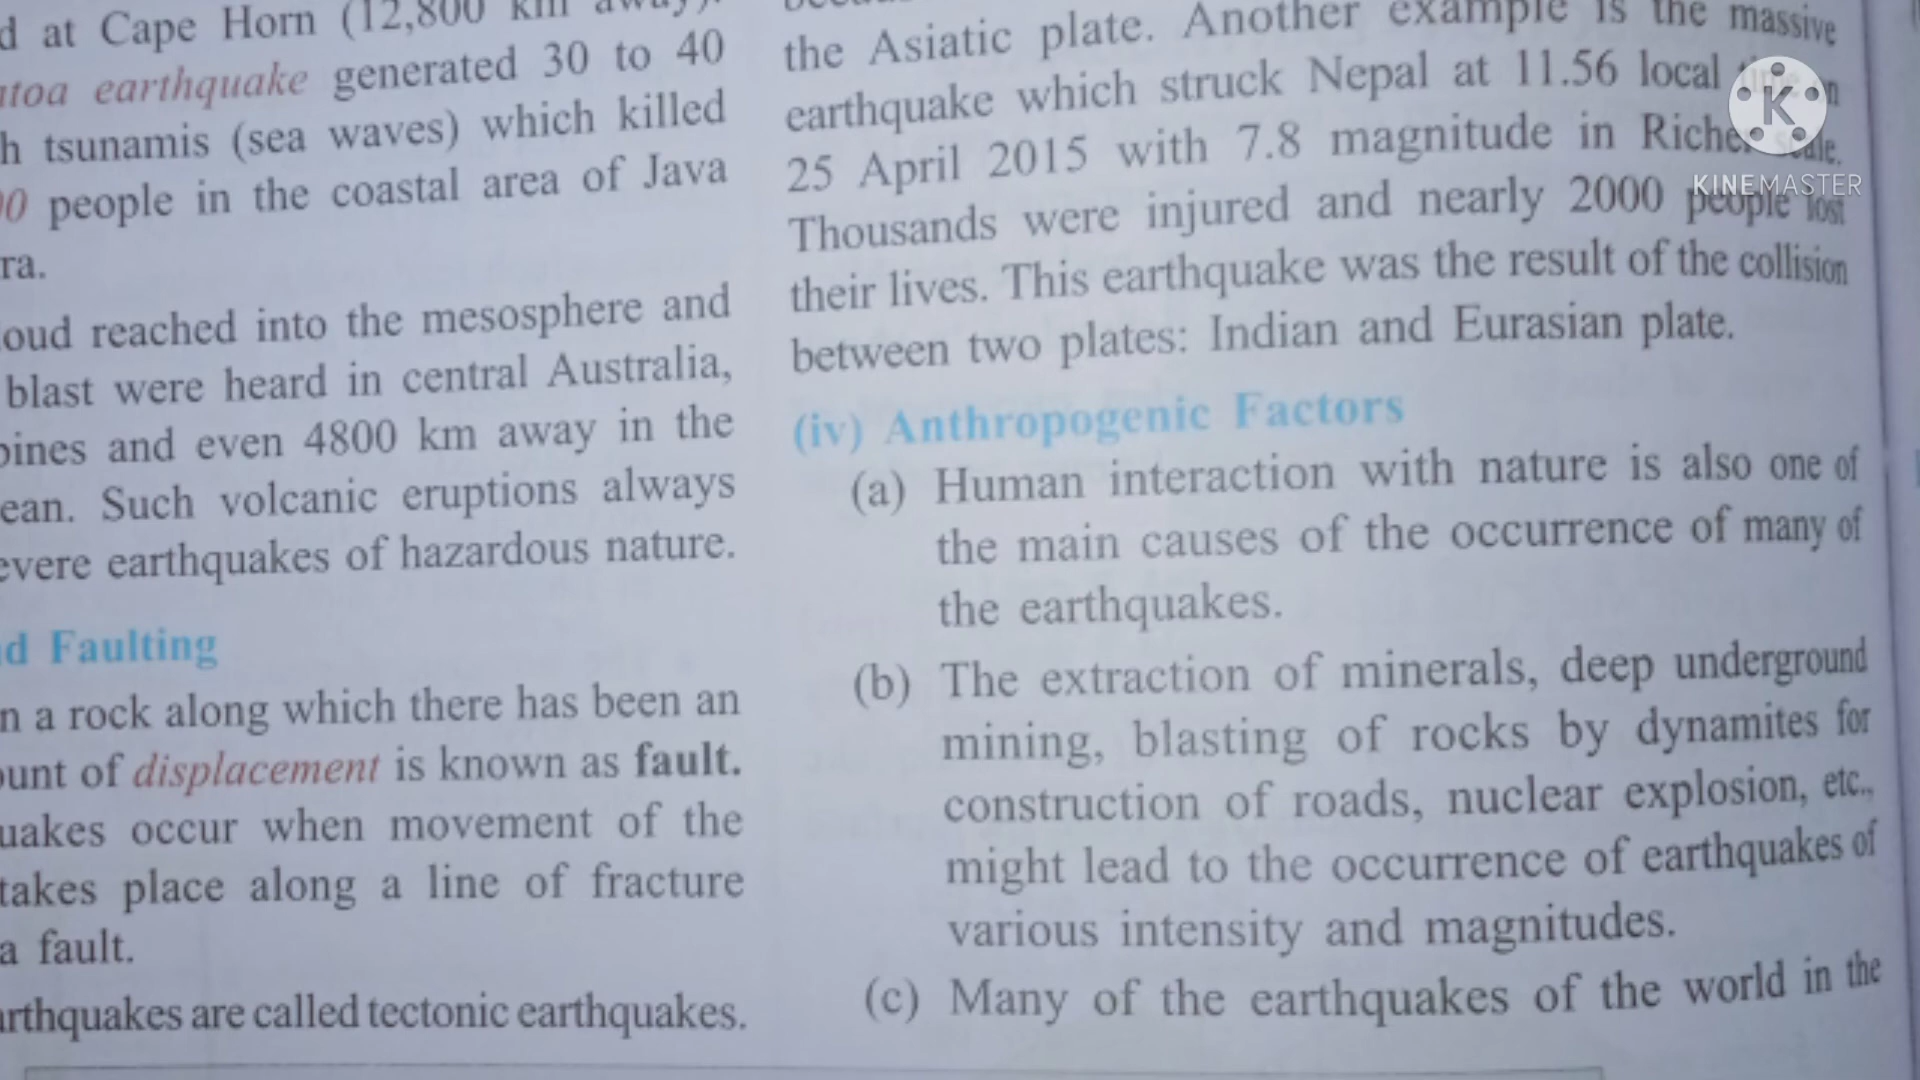 d at Cape Horn (12,800 km away).
atoa earthquake generated 30 to 40
h tsunamis (sea waves) which killed
00 people in the coastal area of Java
ra.
oud reached into the mesosphere and
blast were heard in central Australia,
pines and even 4800 km away in the
ean. Such volcanic eruptions always
evere earthquakes of hazardous nature.
d Faulting
n a rock along which there has been an
ount of displacement is known as fault.
uakes occur when movement of the
takes place along a line of fracture
a fault.
arthquakes are called tectonic earthquakes.
the Asiatic plate. Another example is the massive
earthquake which struck Nepal at 11.56 local time on
25 April 2015 with 7.8 magnitude in Richer scale.
Thousands were injured and nearly 2000 people lost
their lives. This earthquake was the result of the collision
between two plates: Indian and Eurasian plate.
(iv) Anthropogenic Factors
(a) Human interaction with nature is also one of
the main causes of the occurrence of many of
the earthquakes.
(b) The extraction of minerals, deep underground
mining, blasting of rocks by dynamites for
construction of roads, nuclear explosion, etc.,
might lead to the occurrence of earthquakes of
various intensity and magnitudes.
(c) Many of the earthquakes of the world in the
K
KINEMASTER